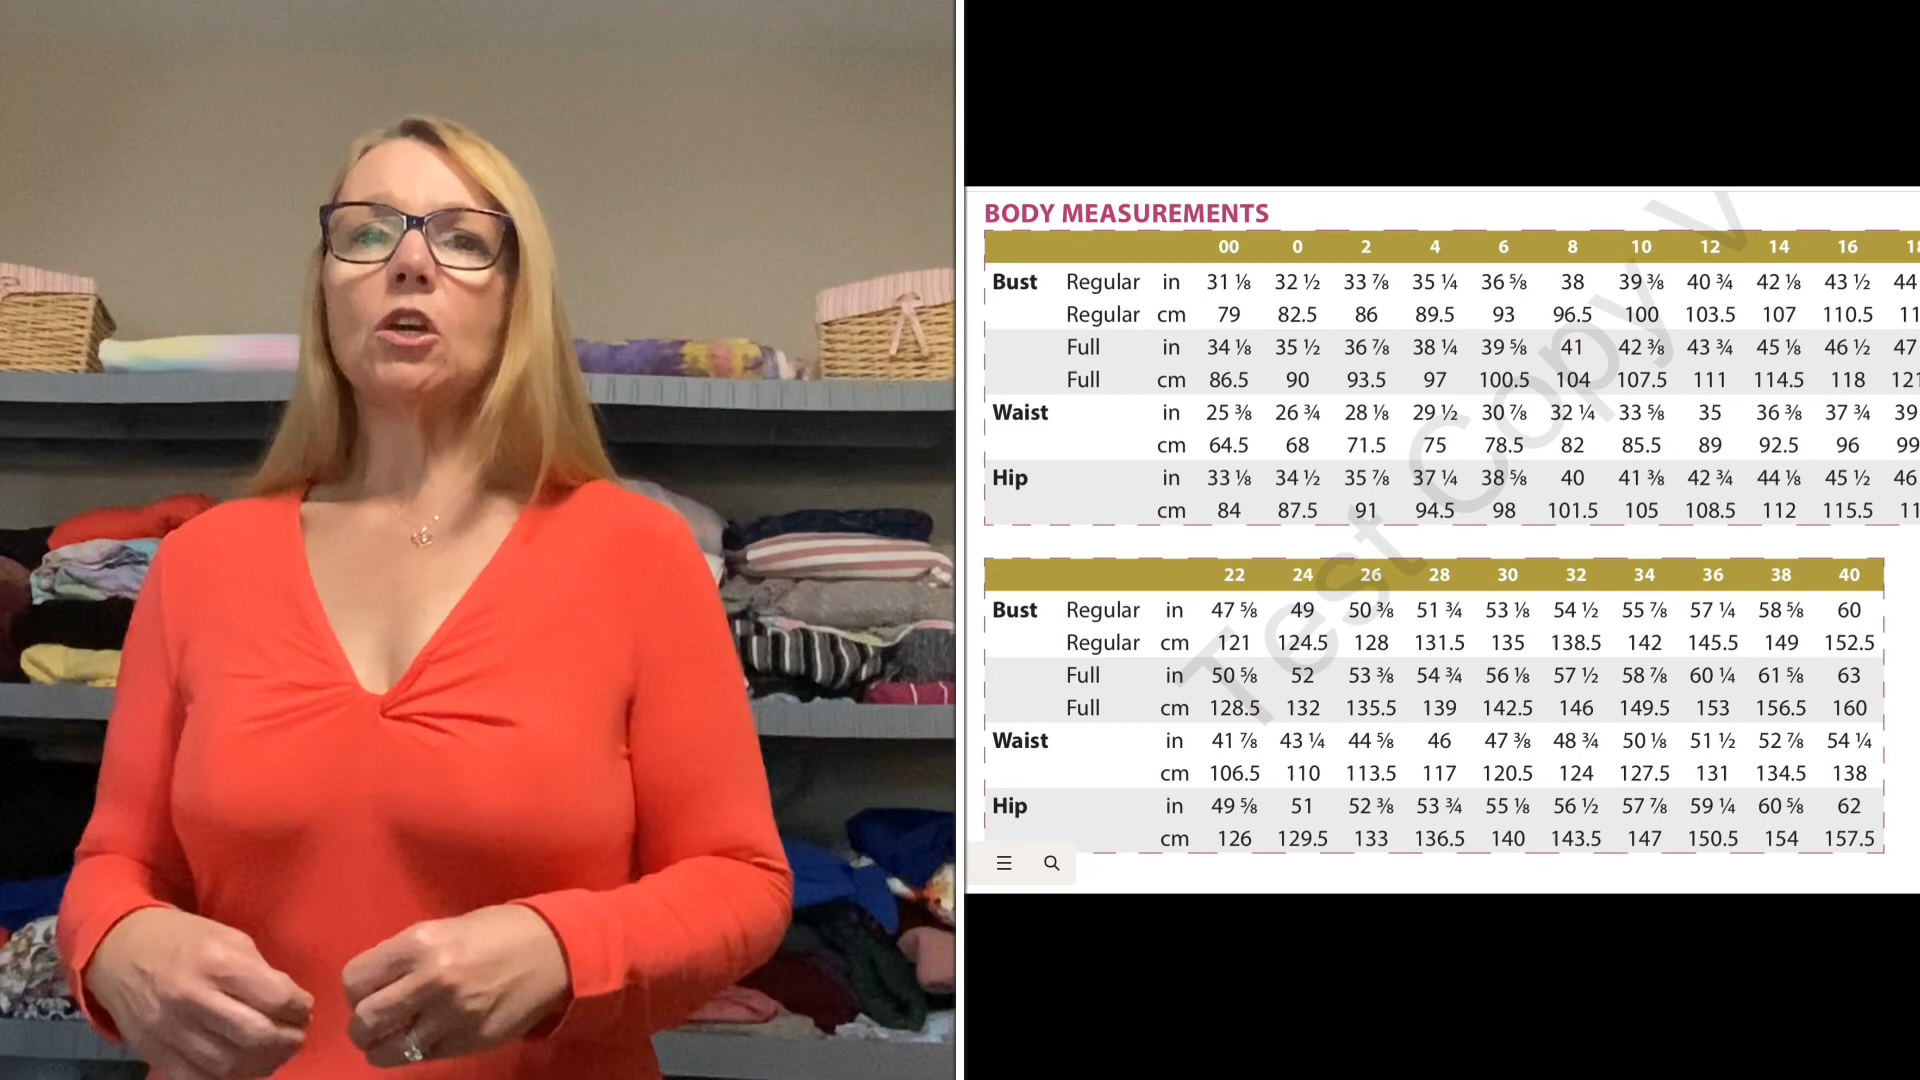 BODY MEASUREMENTS
00 0 2 4 6 8 10 12 14 16
Bust Regular in 31 ⅛ 32 ½ 33 ⅞ 35 ¼ 36 ⅝ 38 39 ⅜ 40 ¾ 42 ⅛ 43 ½ 44
Regular cm 79 82.5 86 89.5 93 96.5 100 103.5 107 110.5
Full in 34 ⅛ 35 ½ 36 ⅞ 38 ¼ 39 ⅝ 41 42 ⅜ 43 ¾ 45 ⅛ 46 ½ 47
Full cm 86.5 90 93.5 97 100.5 104 107.5 111 114.5 118 121
Waist in 25 ⅜ 26 ¾ 28 ⅛ 29 ½ 30 ⅞ 32 ¼ 33 ⅝ 35 36 ⅜ 37 ¾ 39
cm 64.5 68 71.5 75 78.5 82 85.5 89 92.5 96 99
Hip in 33 ⅛ 34 ½ 35 ⅞ 37 ¼ 38 ⅝ 40 41 ⅜ 42 ¾ 44 ⅛ 45 ½ 46
cm 84 87.5 91 94.5 98 101.5 105 108.5 112 115.5
22 24 26 28 30 32 34 36 38 40
Bust Regular in 47 ⅝ 49 50 ⅜ 51 ¾ 53 ⅛ 54 ½ 55 ⅞ 57 ¼ 58 ⅝ 60
Regular cm 121 124.5 128 131.5 135 138.5 142 145.5 149 152.5
Full in 50 ⅝ 52 53 ⅜ 54 ¾ 56 ⅛ 57 ½ 58 ⅞ 60 ¼ 61 ⅝ 63
Full cm 128.5 132 135.5 139 142.5 146 149.5 153 156.5 160
Waist in 41 ⅞ 43 ¼ 44 ⅝ 46 47 ⅜ 48 ¾ 50 ⅛ 51 ½ 52 ⅞ 54 ¼
cm 106.5 110 113.5 117 120.5 124 127.5 131 134.5 138
Hip in 49 ⅝ 51 52 ⅜ 53 ¾ 55 ⅛ 56 ½ 57 ⅞ 59 ¼ 60 ⅝ 62
cm 126 129.5 133 136.5 140 143.5 147 150.5 154 157.5
Test Copy V